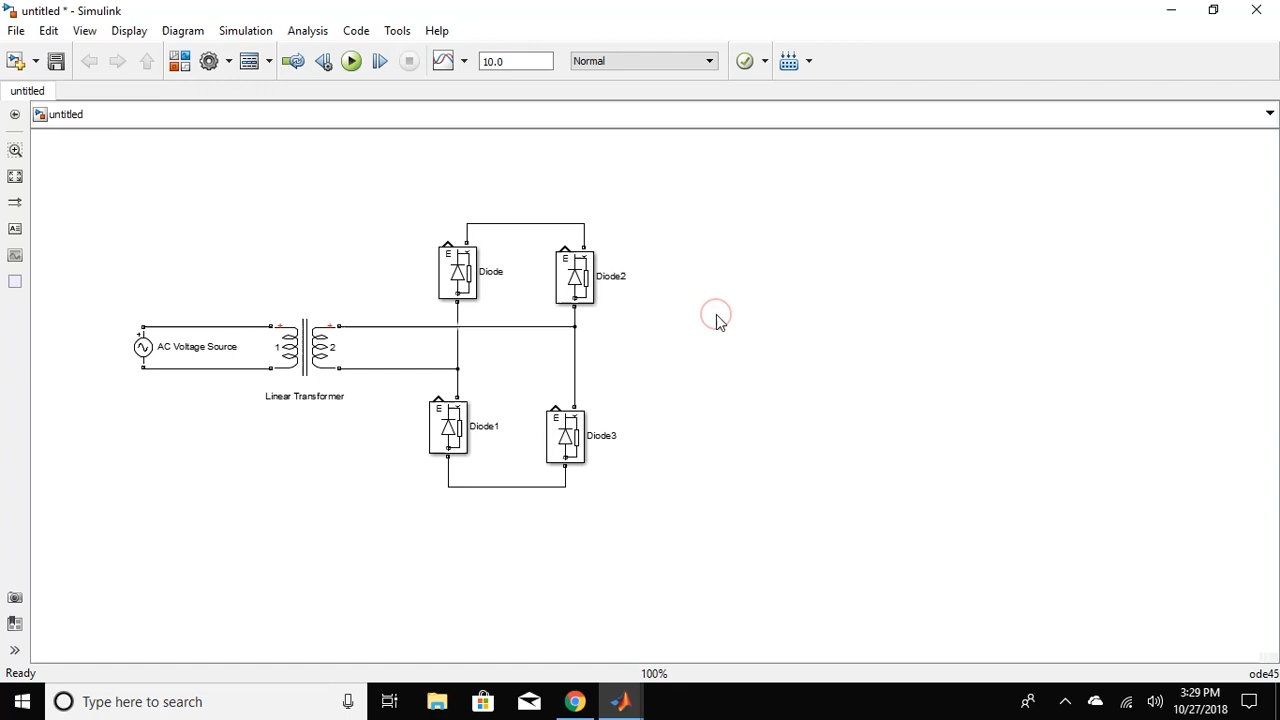 untitled * - Simulink
File Edit View Display Diagram Simulation Analysis Code Tools Help
10.0 Normal
untitled
untitled
m Diode
m Diode2
+ AC Voltage Source
+ 1 2 +
Linear Transformer
m Diode1
m Diode3
Ready 100% ode45
Type here to search
3:29 PM
10/27/2018